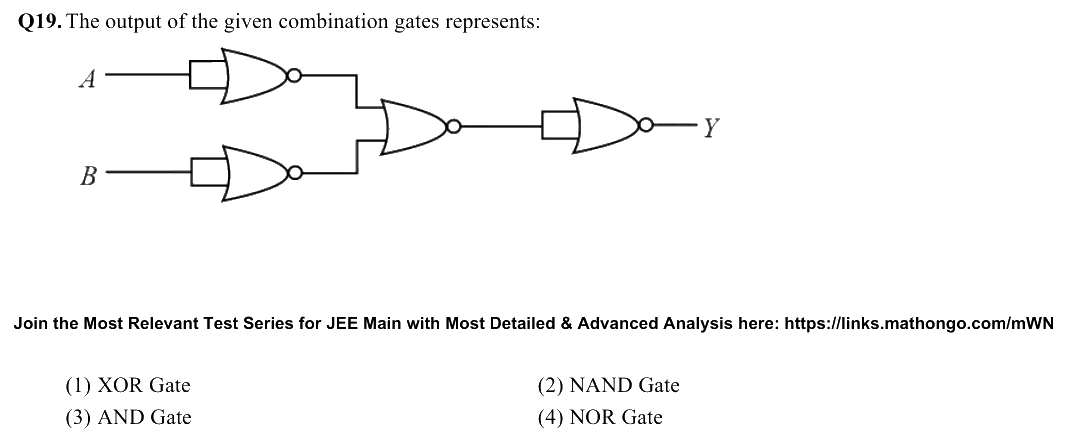 Q19. The output of the given combination gates represents:
A
Y
B
Join the Most Relevant Test Series for JEE Main with Most Detailed & Advanced Analysis here: https://links.mathongo.com/mWN
(1) XOR Gate (2) NAND Gate
(3) AND Gate (4) NOR Gate